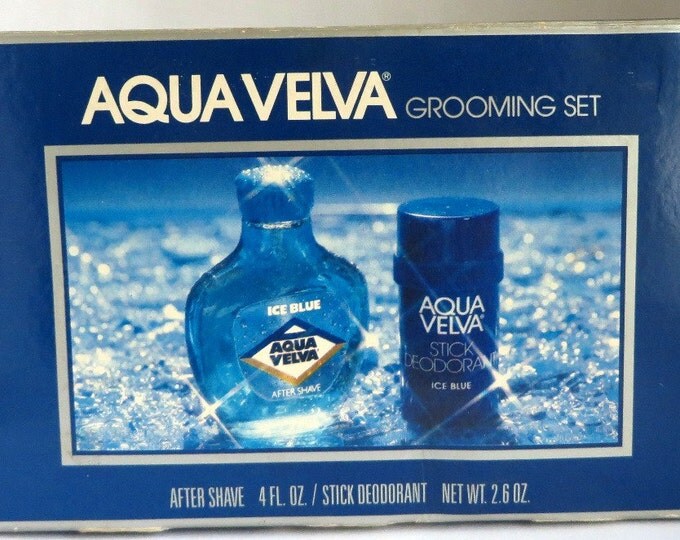 AQUA VELVA® GROOMING SET
ICE BLUE
AQUA
VELVA®
AFTER SHAVE
AQUA
VELVA®
STICK
DEODORANT
ICE BLUE
AFTER SHAVE 4 FL. OZ. / STICK DEODORANT NET WT. 2.6 OZ.